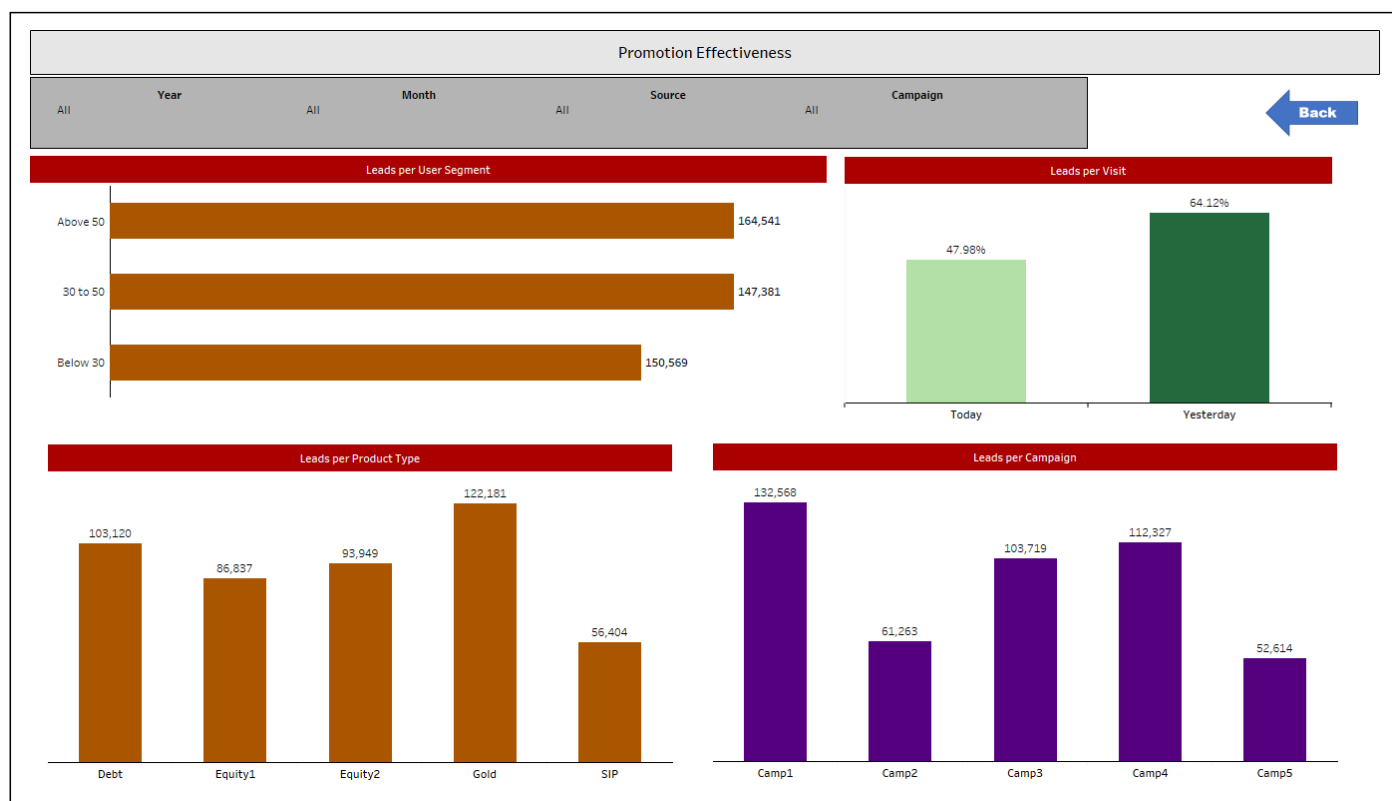 Promotion Effectiveness
Year Month Source Campaign
All All All All
Back
Leads per User Segment
Above 50 164,541
30 to 50 147,381
Below 30 150,569
Leads per Visit
64.12%
47.98%
Today Yesterday
Leads per Product Type
122,181
103,120
93,949
86,837
56,404
Debt Equity1 Equity2 Gold SIP
Leads per Campaign
132,568
112,327
103,719
61,263
52,614
Camp1 Camp2 Camp3 Camp4 Camp5